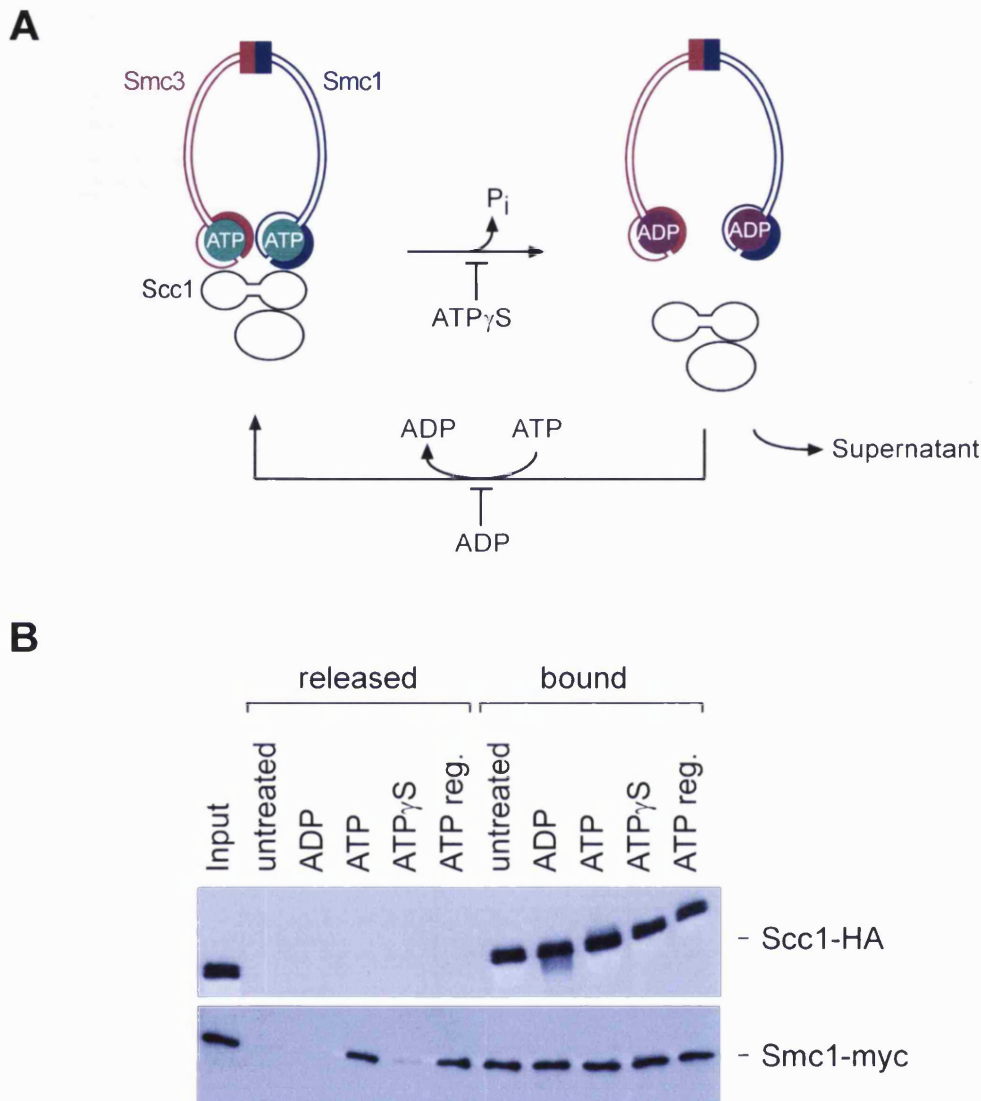 A
Smc3 Smc1
ATP ATP
Scc1
Pi
ATPγS
ADP ADP
ADP ATP
Supernatant
ADP
B
released bound
Input untreated ADP ATP ATPγS ATP reg. untreated ADP ATP ATPγS ATP reg.
- Scc1-HA
- Smc1-myc